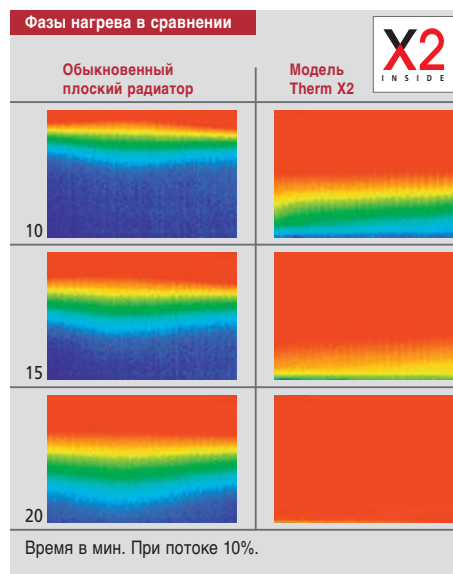 Фазы нагрева в сравнении
X2
INSIDE
Обыкновенный
плоский радиатор
Модель
Therm X2
10
15
20
Время в мин. При потоке 10%.